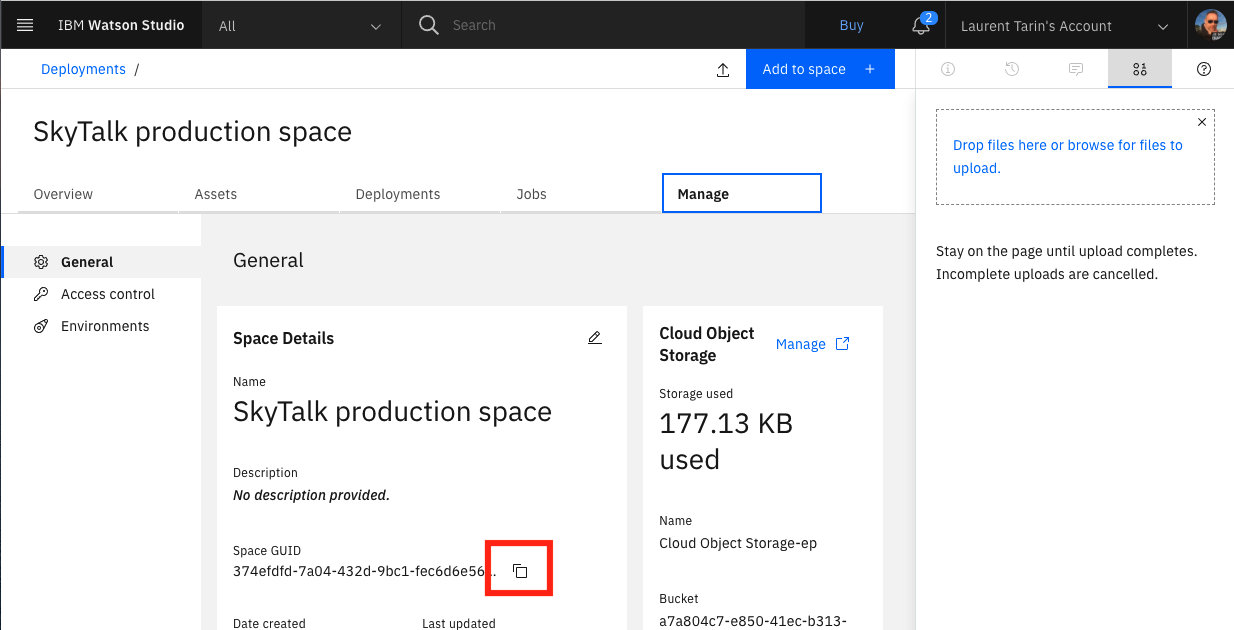 IBM Watson Studio
All
Search
Buy
2
Laurent Tarin's Account
Deployments /
Add to space +
SkyTalk production space
Overview
Assets
Deployments
Jobs
Manage
Drop files here or browse for files to
upload.
Stay on the page until upload completes.
Incomplete uploads are cancelled.
General
Access control
Environments
General
Space Details
Name
SkyTalk production space
Description
No description provided.
Space GUID
374efdfd-7a04-432d-9bc1-fec6d6e56...
Date created
Last updated
Cloud Object
Storage
Manage
Storage used
177.13 KB
used
Name
Cloud Object Storage-ep
Bucket
a7a804c7-e850-41ec-b313-